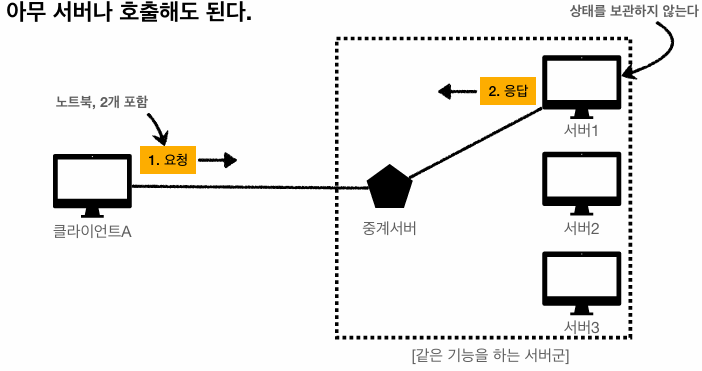 아무 서버나 호출해도 된다.
상태를 보관하지 않는다
노트북, 2개 포함
1. 요청
2. 응답
클라이언트A
중계서버
서버1
서버2
서버3
[같은 기능을 하는 서버군]